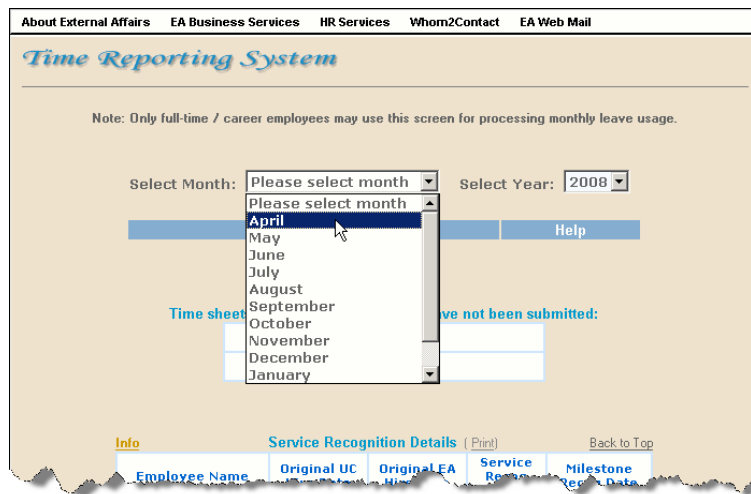 About External Affairs EA Business Services HR Services Whom2Contact EA Web Mail
Time Reporting System
Note: Only full-time / career employees may use this screen for processing monthly leave usage.
Select Month: Please select month Select Year: 2008
Please select month
April
Help
May
June
July
August
September
Time sheet ve not been submitted:
October
November
December
January
Info Service Recognition Details ( Print) Back to Top
Employee Name Original UC Original EA Service Milestone